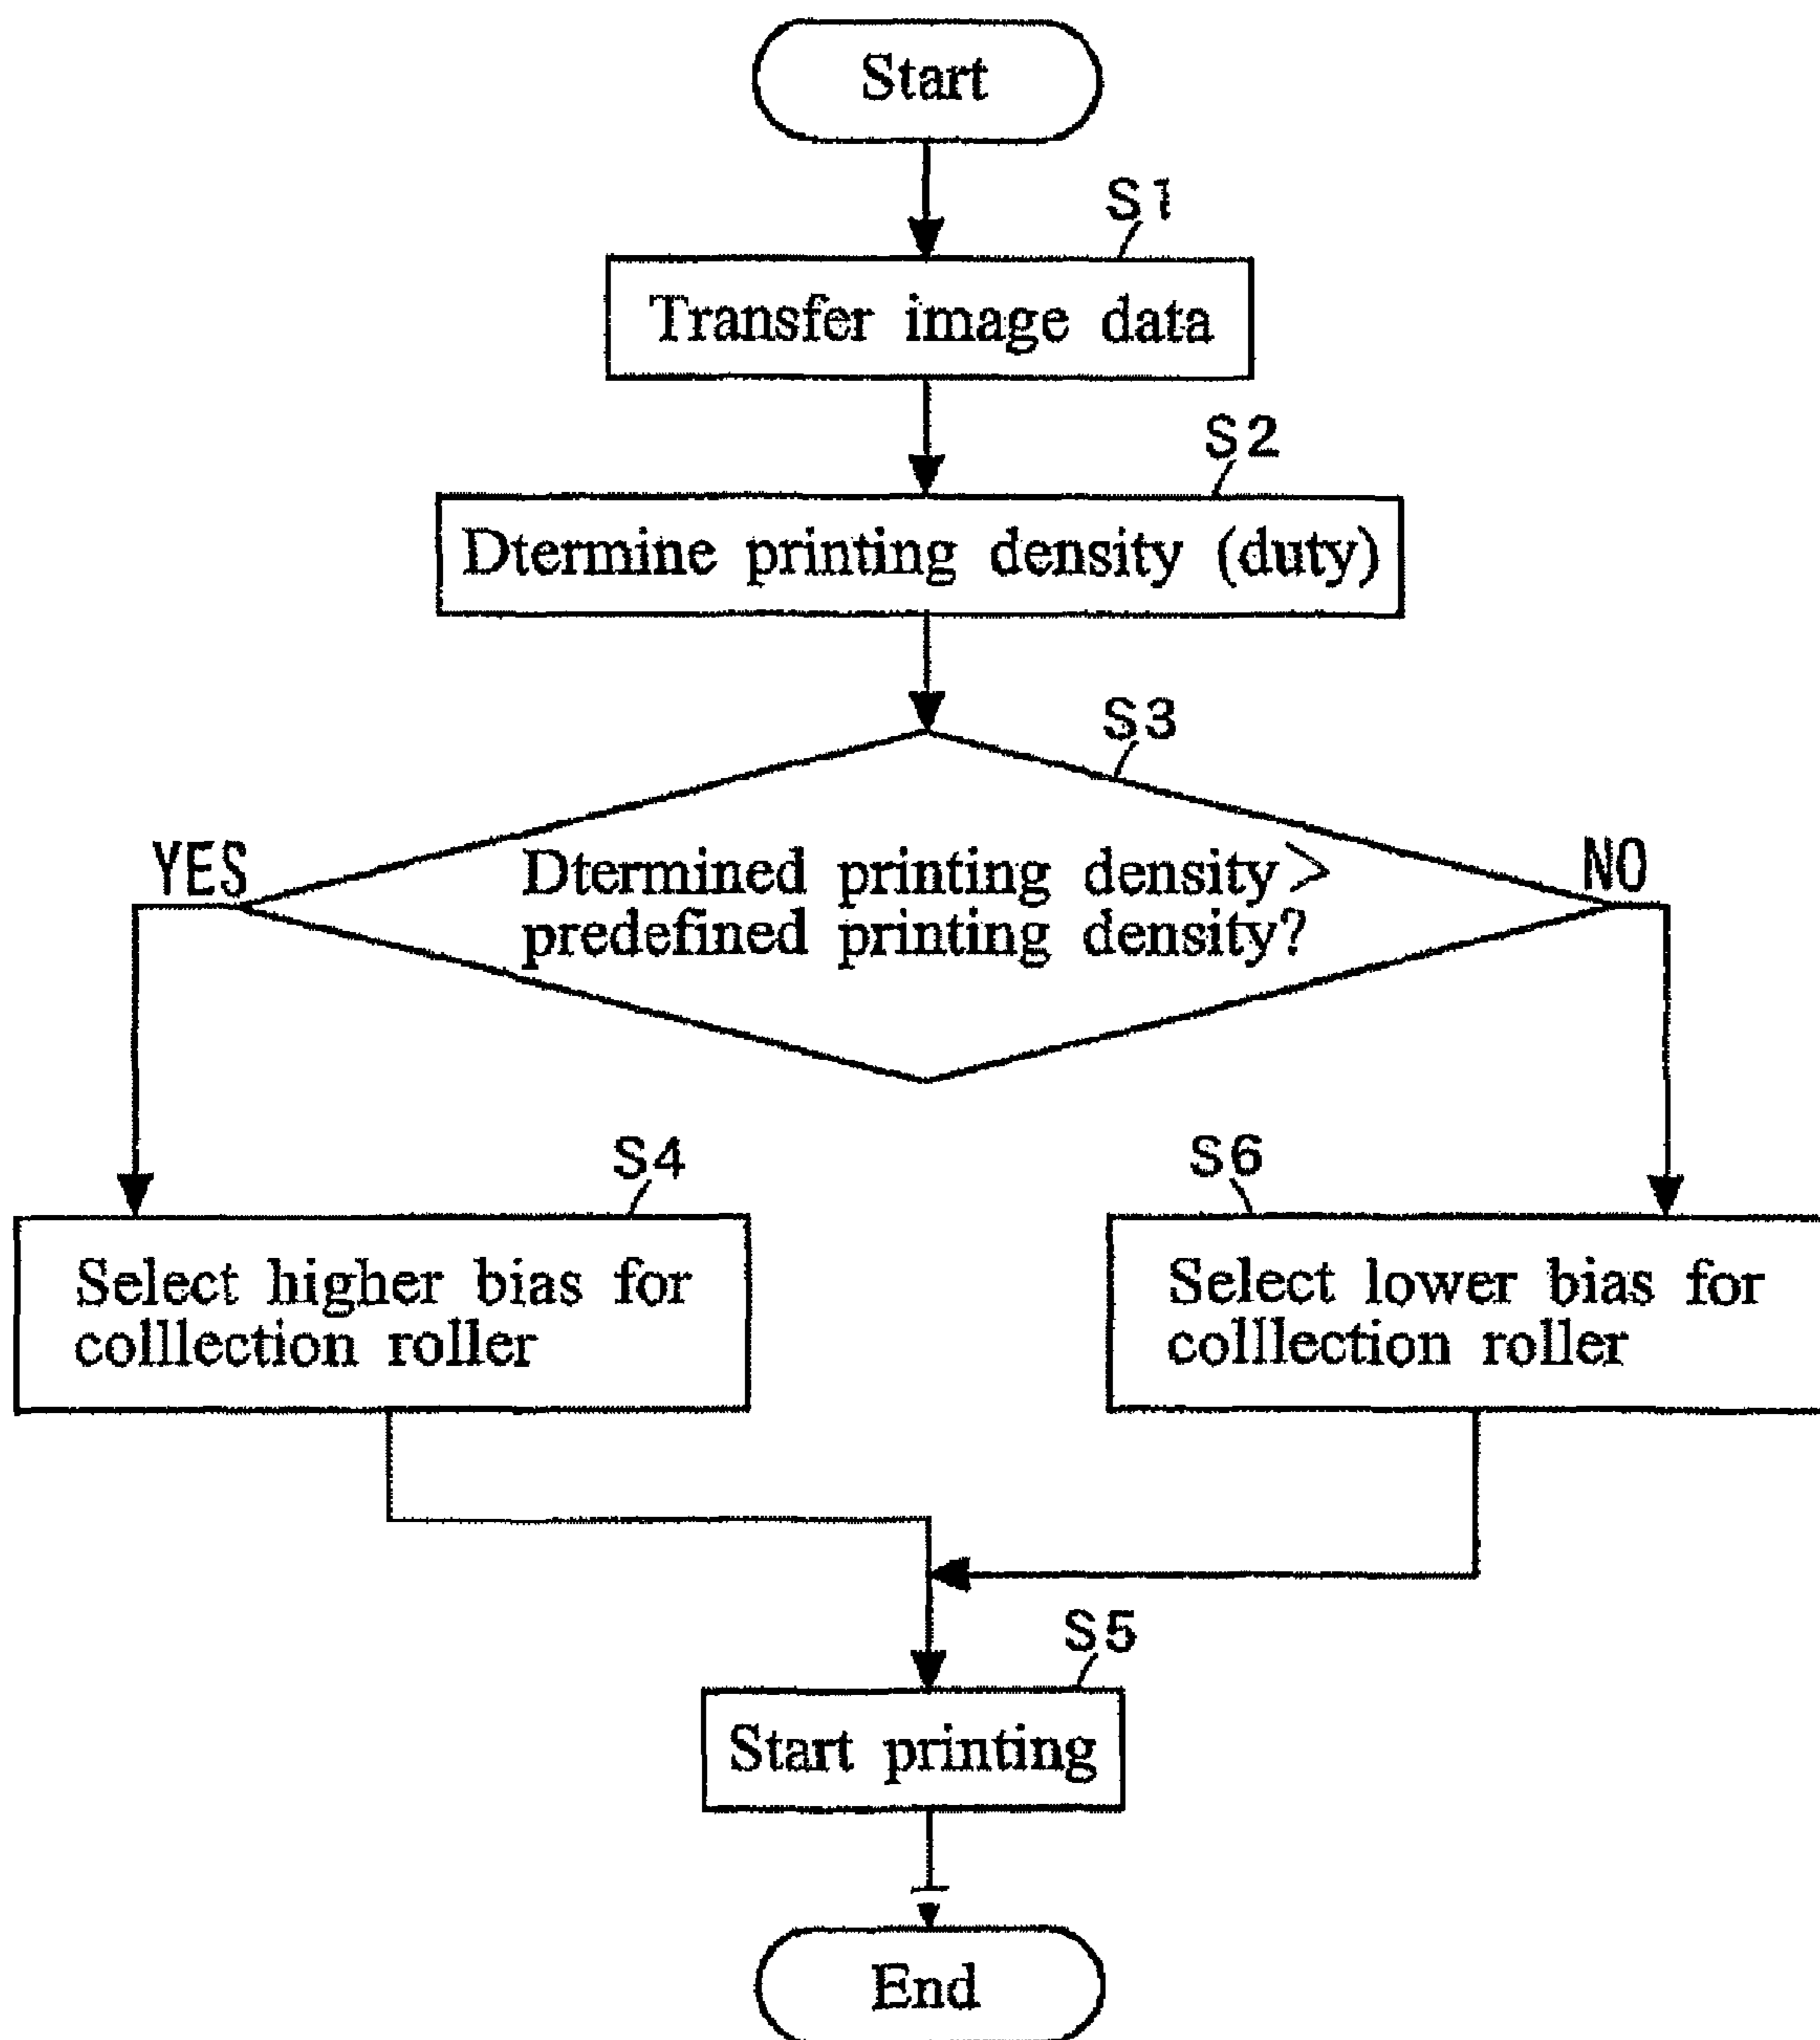 Start
S1
Transfer image data
S2
Dtermine printing density (duty)
S3
YES
Dtermined printing density >
predefined printing density?
NO
S4
Select higher bias for
colllection roller
S6
Select lower bias for
colllection roller
S5
Start printing
End